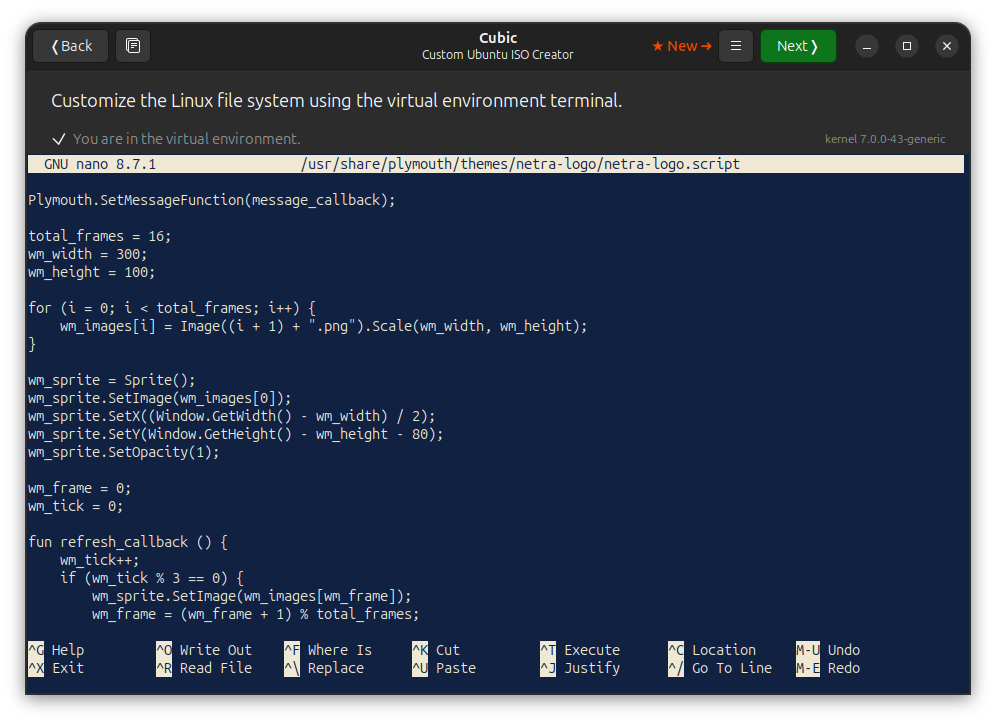 ❬Back
Cubic
Custom Ubuntu ISO Creator
★ New ➔
☰
Next❭
Customize the Linux file system using the virtual environment terminal.
✓ You are in the virtual environment.
kernel 7.0.0-43-generic
GNU nano 8.7.1 /usr/share/plymouth/themes/netra-logo/netra-logo.script
Plymouth.SetMessageFunction(message_callback);
total_frames = 16;
wm_width = 300;
wm_height = 100;
for (i = 0; i < total_frames; i++) {
    wm_images[i] = Image((i + 1) + ".png").Scale(wm_width, wm_height);
}
wm_sprite = Sprite();
wm_sprite.SetImage(wm_images[0]);
wm_sprite.SetX((Window.GetWidth() - wm_width) / 2);
wm_sprite.SetY(Window.GetHeight() - wm_height - 80);
wm_sprite.SetOpacity(1);
wm_frame = 0;
wm_tick = 0;
fun refresh_callback () {
    wm_tick++;
    if (wm_tick % 3 == 0) {
        wm_sprite.SetImage(wm_images[wm_frame]);
        wm_frame = (wm_frame + 1) % total_frames;
^G Help ^O Write Out ^F Where Is ^K Cut ^T Execute ^C Location M-U Undo
^X Exit ^R Read File ^\ Replace ^U Paste ^J Justify ^/ Go To Line M-E Redo